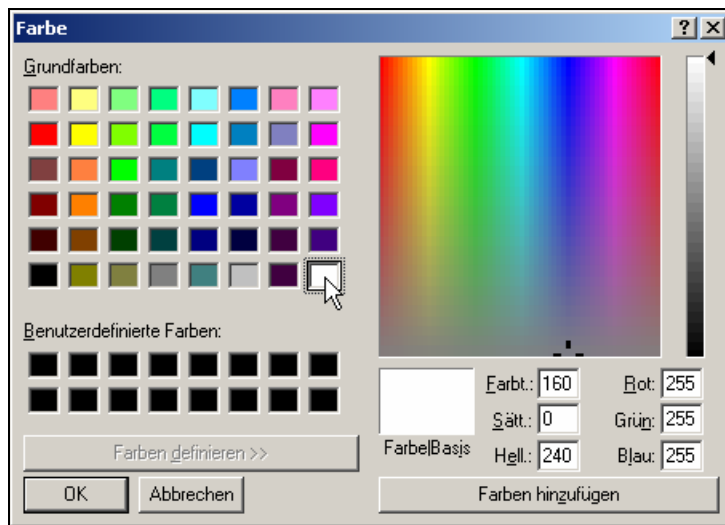 Farbe
Grundfarben:
Benutzerdefinierte Farben:
Farben definieren >>
OK Abbrechen
Farbe|Basis
Farbt.: 160 Rot: 255
Sätt.: 0 Grün: 255
Hell.: 240 Blau: 255
Farben hinzufügen